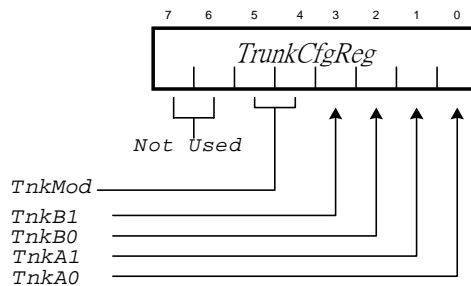 7 6 5 4 3 2 1 0
TrunkCfgReg
Not Used
TnkMod
TnkB1
TnkB0
TnkA1
TnkA0